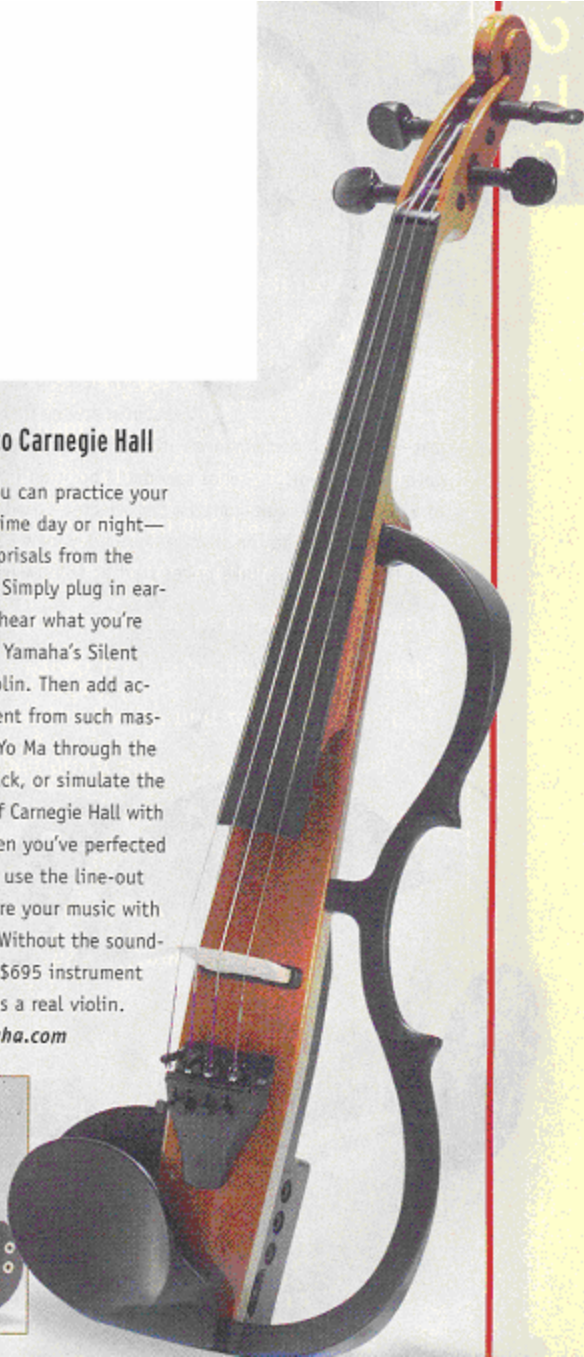 o Carnegie Hall
u can practice your
ime day or night—
prisals from the
Simply plug in ear-
hear what you're
Yamaha's Silent
olin. Then add ac-
ent from such mas-
Yo Ma through the
ck, or simulate the
f Carnegie Hall with
en you've perfected
use the line-out
re your music with
Without the sound-
$695 instrument
s a real violin.
ha.com